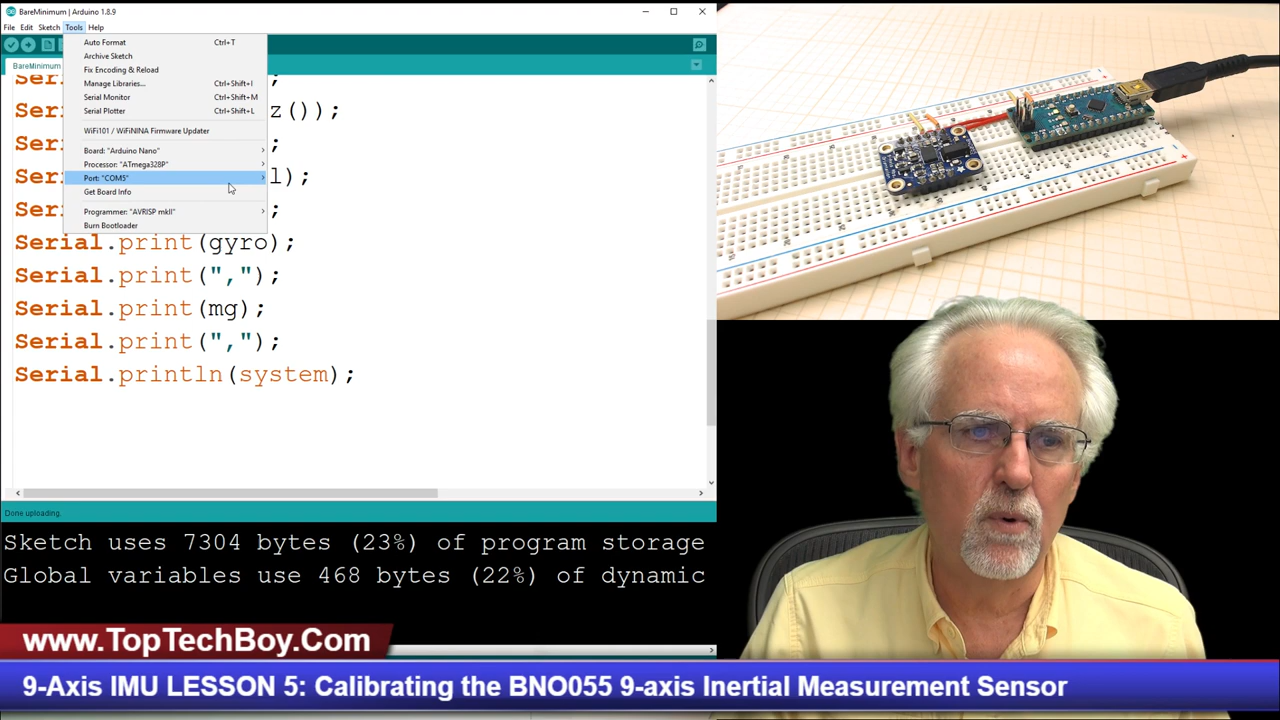 BareMinimum | Arduino 1.8.9
File Edit Sketch Tools Help
Auto Format Ctrl+T
Archive Sketch
Fix Encoding & Reload
Manage Libraries... Ctrl+Shift+I
Serial Monitor Ctrl+Shift+M
Serial Plotter Ctrl+Shift+L
WiFi101 / WiFiNINA Firmware Updater
Board: "Arduino Nano"
Processor: "ATmega328P"
Port: "COM5"
Get Board Info
Programmer: "AVRISP mkII"
Burn Bootloader
BareMinimum
z());
l);
Serial.print(gyro);
Serial.print(",");
Serial.print(mg);
Serial.print(",");
Serial.println(system);
Done uploading.
Sketch uses 7304 bytes (23%) of program storage
Global variables use 468 bytes (22%) of dynamic
www.TopTechBoy.Com
9-Axis IMU LESSON 5: Calibrating the BNO055 9-axis Inertial Measurement Sensor